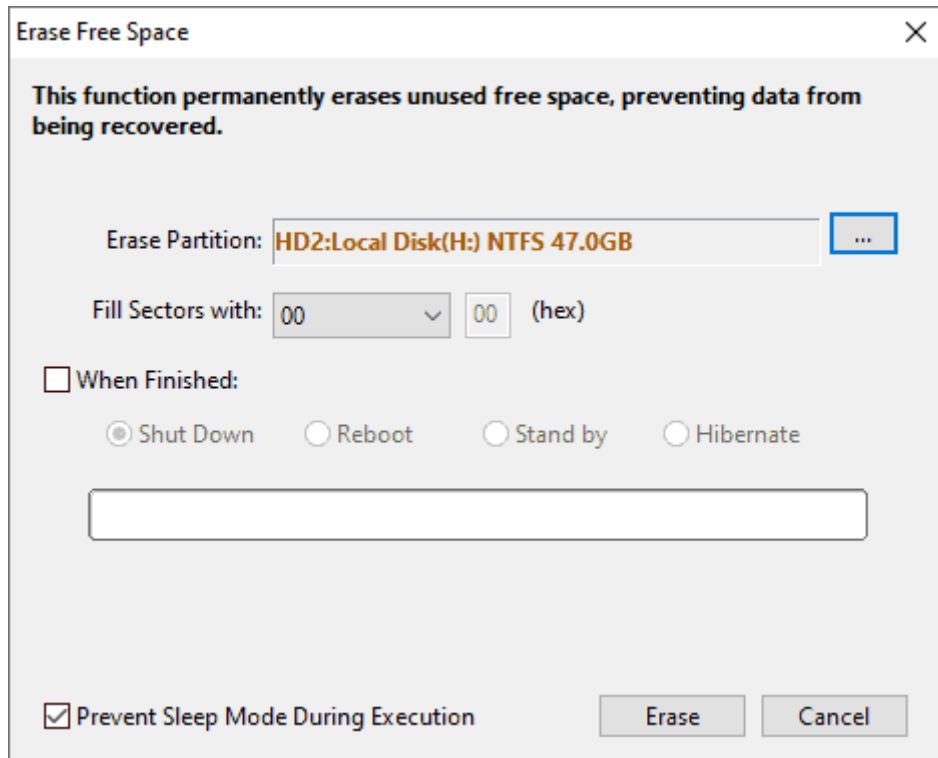 Erase Free Space
This function permanently erases unused free space, preventing data from
being recovered.
Erase Partition: HD2:Local Disk(H:) NTFS 47.0GB ...
Fill Sectors with: 00 00 (hex)
When Finished:
Shut Down Reboot Stand by Hibernate
Prevent Sleep Mode During Execution Erase Cancel